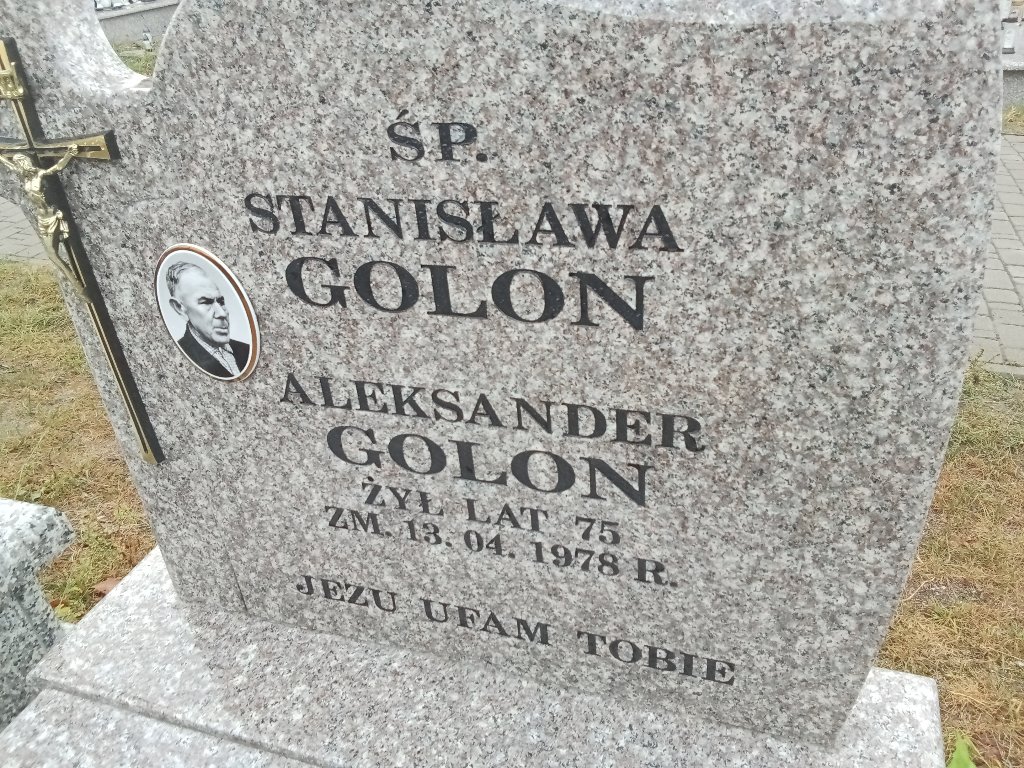 ŚP.
STANISŁAWA
GOLON
ALEKSANDER
GOLON
ŻYŁ LAT 75
ZM. 13. 04. 1978 R.
JEZU UFAM TOBIE